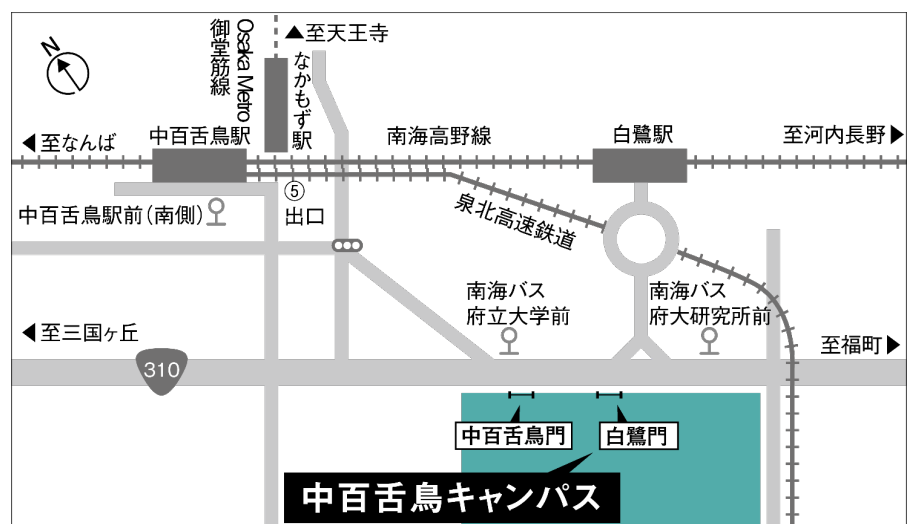 N
Osaka Metro
御堂筋線
▲至天王寺
なかもず駅
◀至なんば
中百舌鳥駅
南海高野線
白鷺駅
至河内長野▶
⑤
出口
中百舌鳥駅前（南側）
泉北高速鉄道
南海バス
府立大学前
南海バス
府大研究所前
◀至三国ヶ丘
至福町▶
310
中百舌鳥門
白鷺門
中百舌鳥キャンパス